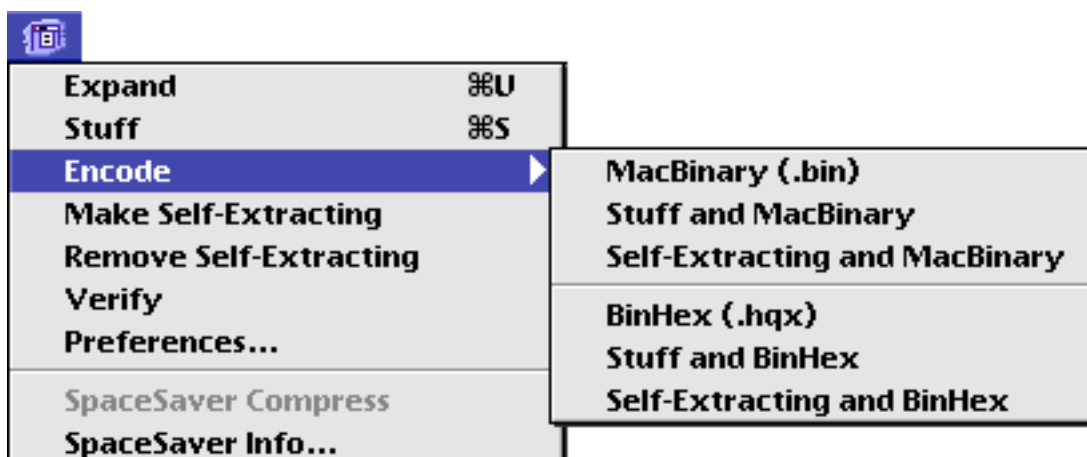 Expand ⌘U
Stuff ⌘S
Encode
Make Self-Extracting
Remove Self-Extracting
Verify
Preferences...
SpaceSaver Compress
SpaceSaver Info...
MacBinary (.bin)
Stuff and MacBinary
Self-Extracting and MacBinary
BinHex (.hqx)
Stuff and BinHex
Self-Extracting and BinHex